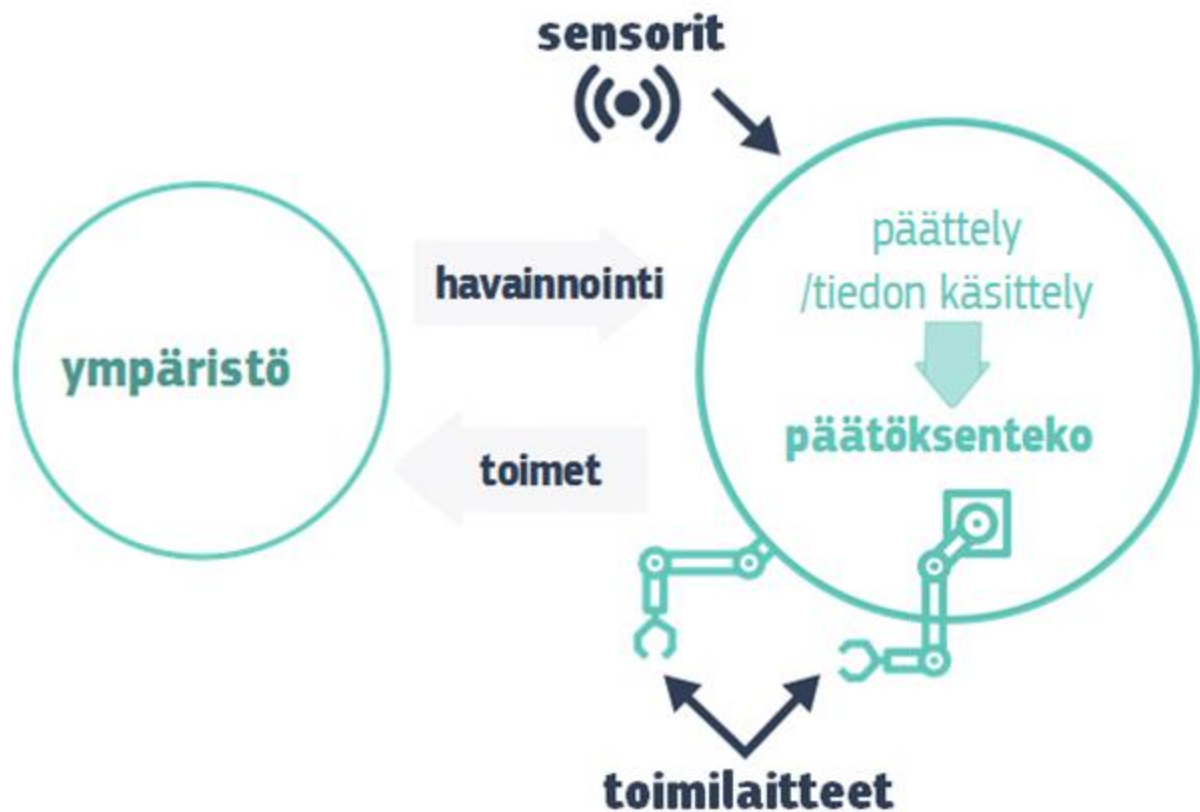 sensorit
päättely
/tiedon käsittely
havainnointi
ympäristö
päätöksenteko
toimet
toimilaitteet